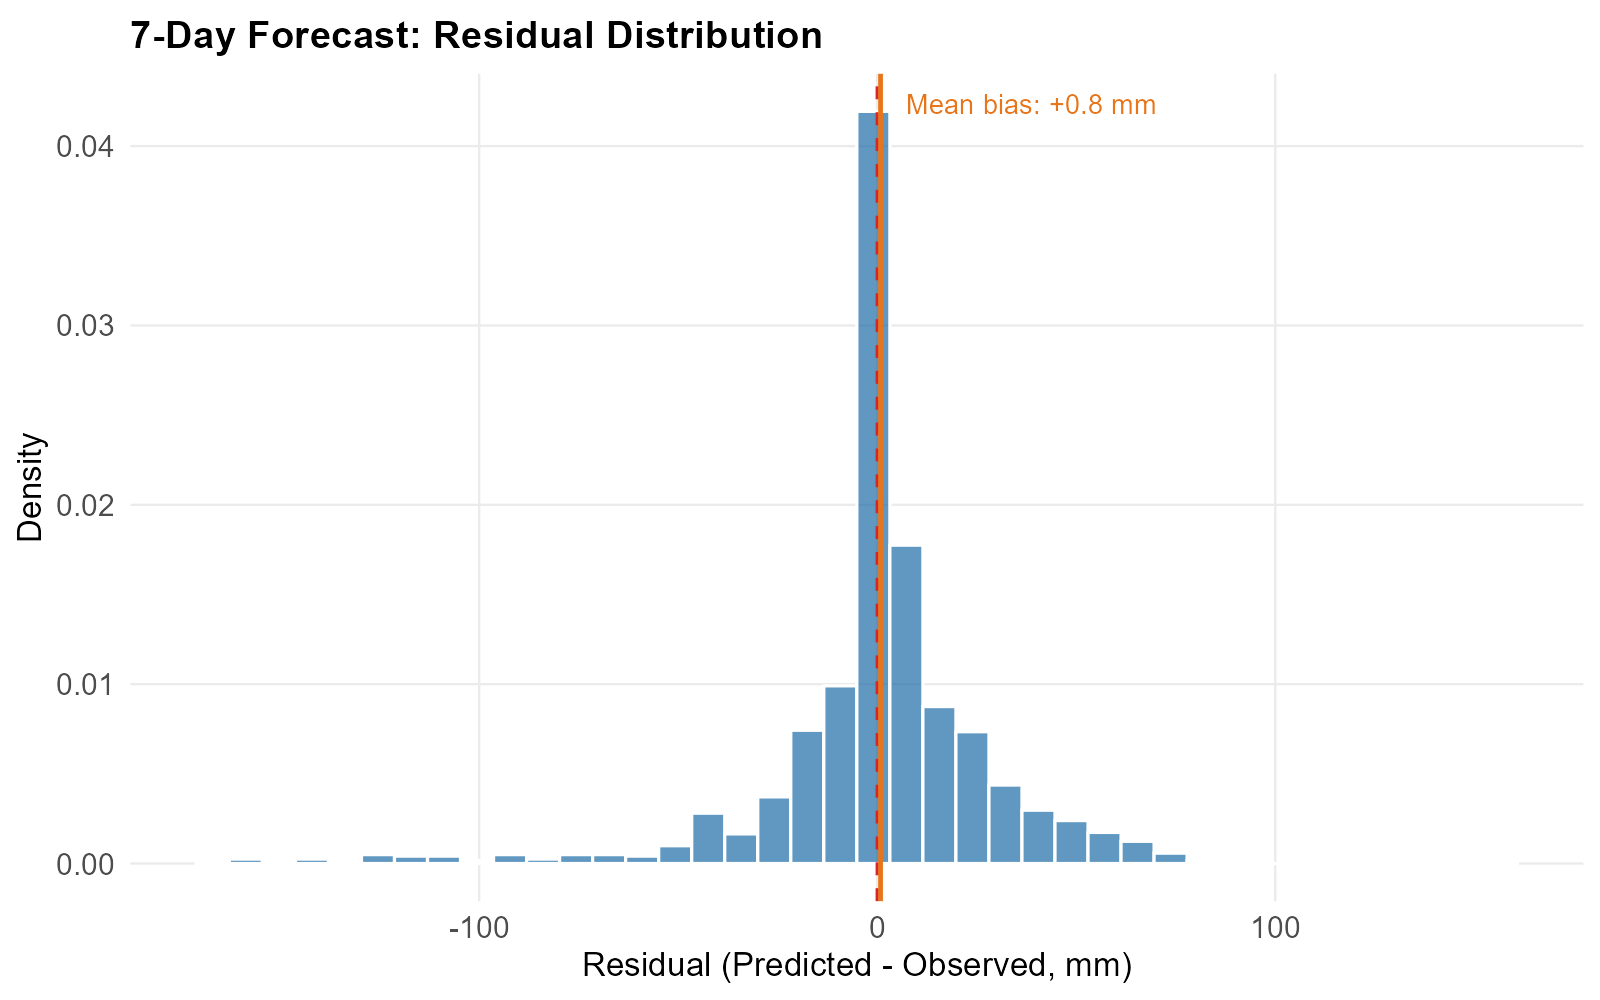 7-Day Forecast: Residual Distribution
Mean bias: +0.8 mm
0.04
0.03
0.02
0.01
0.00
Density
-100
0
100
Residual (Predicted - Observed, mm)